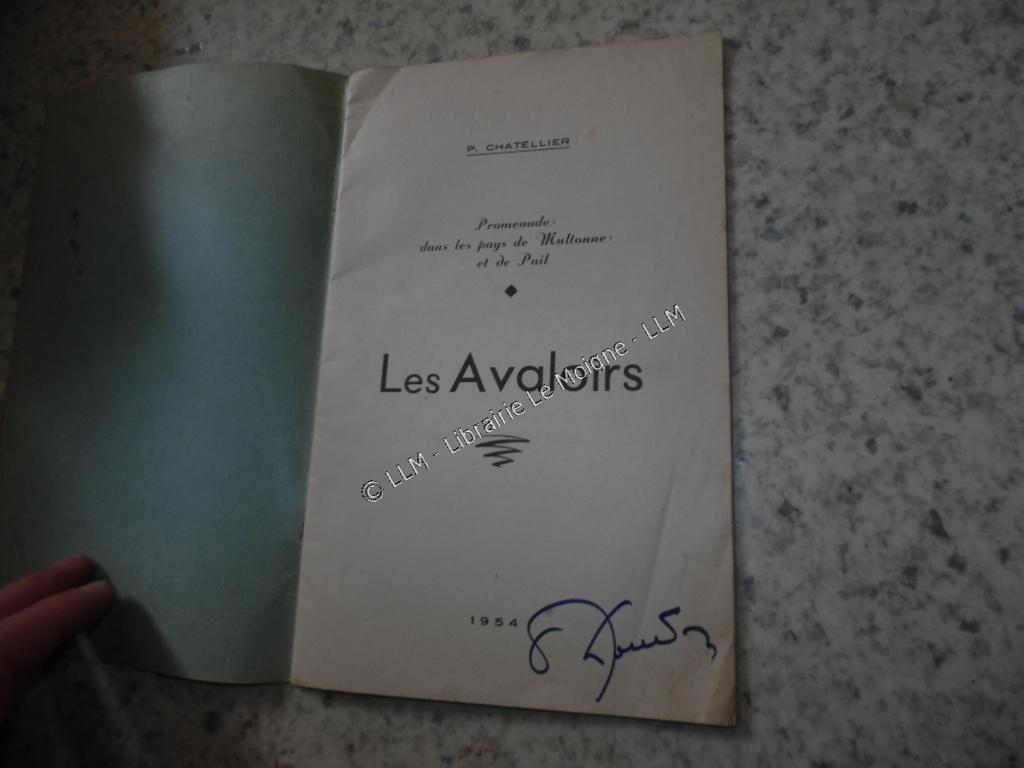 P. CHATELLIER
Promenade
dans les pays de Multonne
et de Pail
Les Avaloirs
© LLM - Librairie Le Moigne - LLM
1954